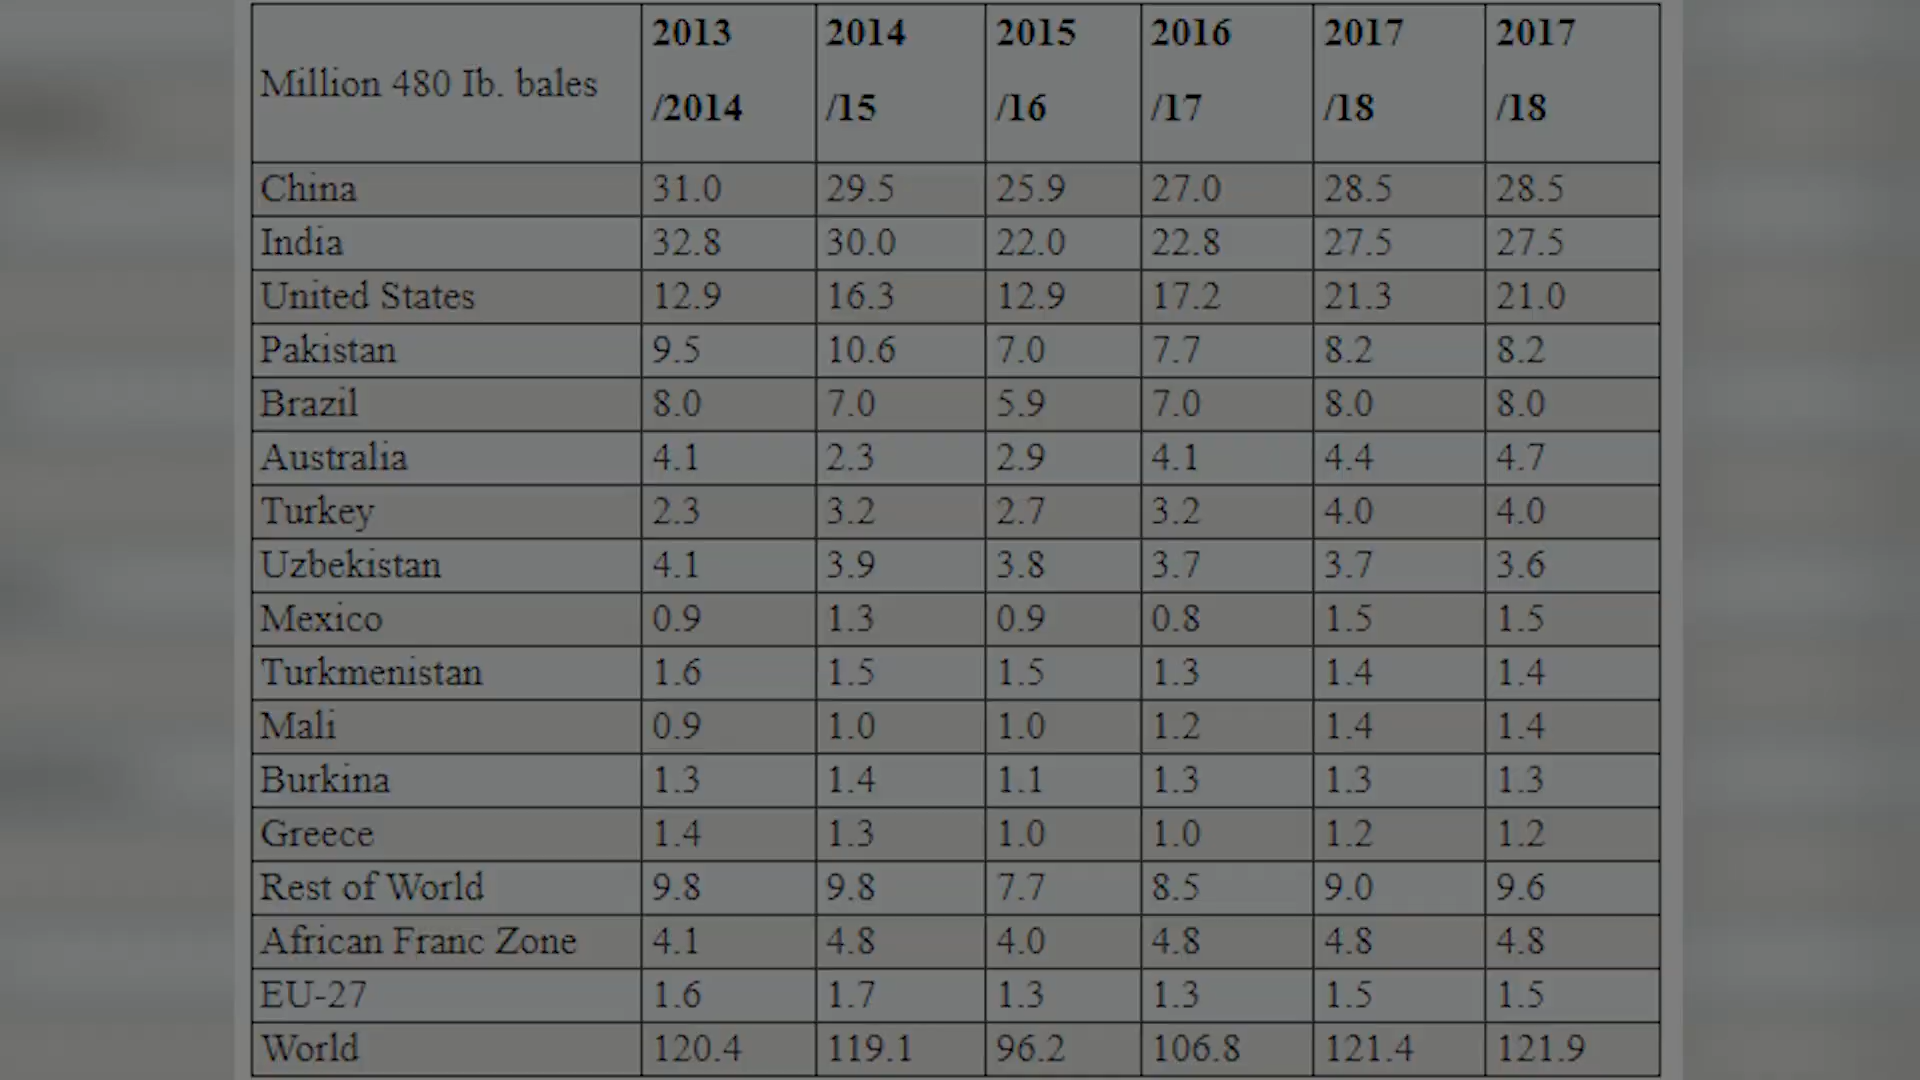 Million 480 Ib. bales 2013 /2014 2014 /15 2015 /16 2016 /17 2017 /18 2017 /18
China 31.0 29.5 25.9 27.0 28.5 28.5
India 32.8 30.0 22.0 22.8 27.5 27.5
United States 12.9 16.3 12.9 17.2 21.3 21.0
Pakistan 9.5 10.6 7.0 7.7 8.2 8.2
Brazil 8.0 7.0 5.9 7.0 8.0 8.0
Australia 4.1 2.3 2.9 4.1 4.4 4.7
Turkey 2.3 3.2 2.7 3.2 4.0 4.0
Uzbekistan 4.1 3.9 3.8 3.7 3.7 3.6
Mexico 0.9 1.3 0.9 0.8 1.5 1.5
Turkmenistan 1.6 1.5 1.5 1.3 1.4 1.4
Mali 0.9 1.0 1.0 1.2 1.4 1.4
Burkina 1.3 1.4 1.1 1.3 1.3 1.3
Greece 1.4 1.3 1.0 1.0 1.2 1.2
Rest of World 9.8 9.8 7.7 8.5 9.0 9.6
African Franc Zone 4.1 4.8 4.0 4.8 4.8 4.8
EU-27 1.6 1.7 1.3 1.3 1.5 1.5
World 120.4 119.1 96.2 106.8 121.4 121.9